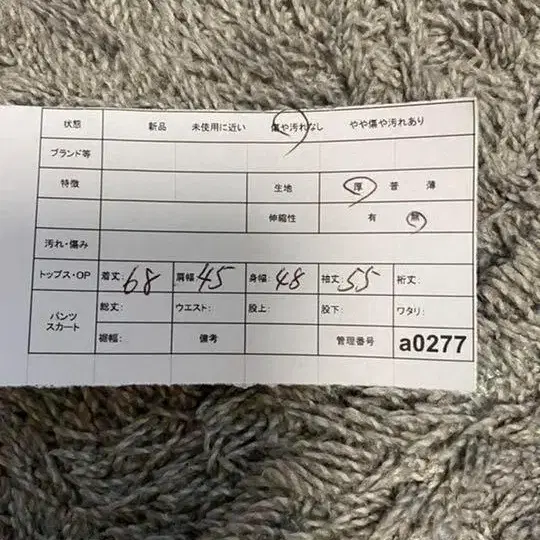 状態 新品 未使用に近い 傷や汚れなし やや傷や汚れあり
ブランド等
特徴 生地 厚 普 薄
伸縮性 有 無
汚れ・傷み
トップス・OP 着丈: 68 肩幅: 45 身幅: 48 袖丈: 55 裄丈:
パンツ スカート 総丈: ウエスト: 股上: 股下: ワタリ:
裾幅: 備考 管理番号 a0277